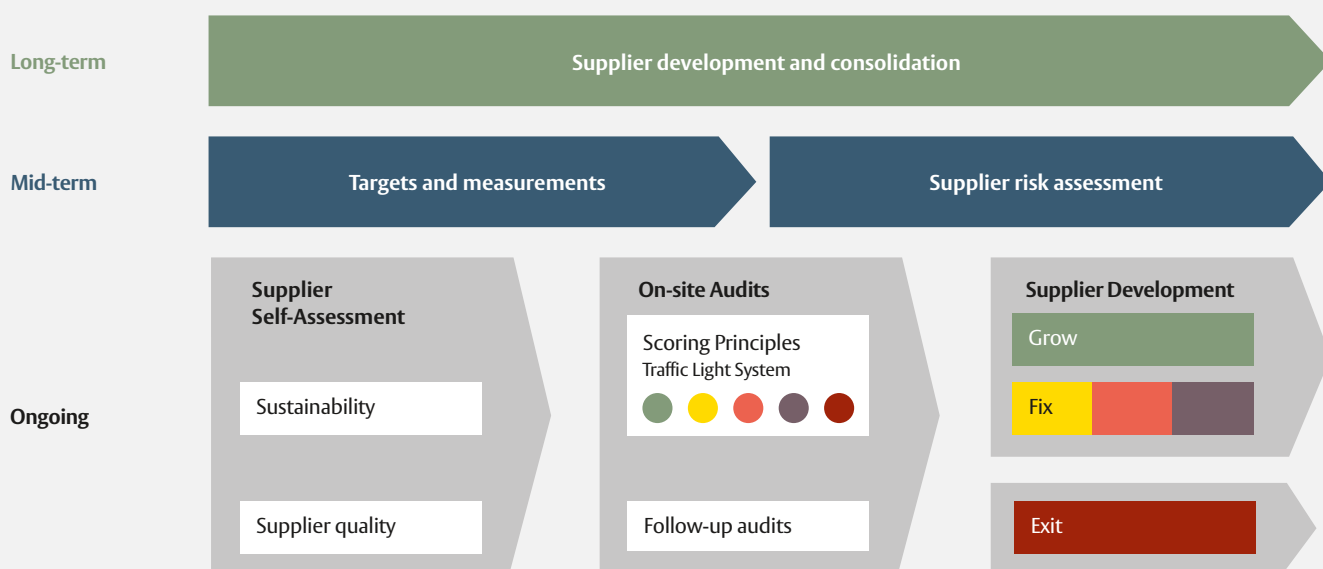 Long-term
Supplier development and consolidation
Mid-term
Targets and measurements
Supplier risk assessment
Ongoing
Supplier
Self-Assessment
Sustainability
Supplier quality
On-site Audits
Scoring Principles
Traffic Light System
Follow-up audits
Supplier Development
Grow
Fix
Exit